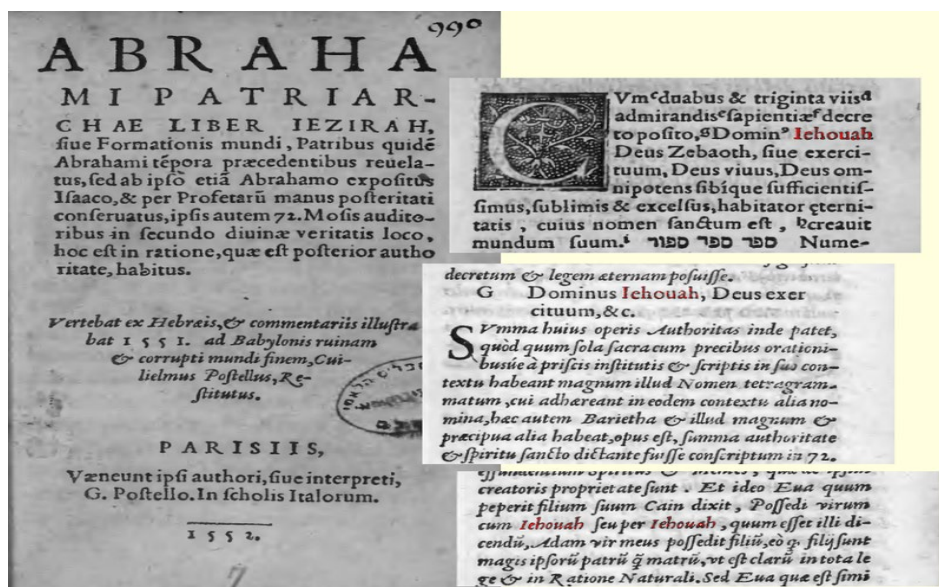 990
ABRAHA
MI PATRIAR-
CHAE LIBER IEZIRAH,
siue Formationis mundi, Patribus quidē
Abrahami tēpora præcedentibus reuela-
tus, sed ab ipso etiā Abrahamo expositus
Isaaco, & per Profetarū manus posteritati
conseruatus, ipsis autem 72. Mosis audito-
ribus in secundo diuinæ veritatis loco,
hoc est in ratione, quæ est posterior autho
ritate, habitus.
Vertebat ex Hebræis, & commentariis illustra
bat 1551. ad Babylonis ruinam
& corrupti mundi finem, Gui-
lielmus Postellus, Re-
stitutus.
PARISIIS,
Væneunt ipsi authori, siue interpreti,
G. Postello. In scholis Italorum.
1552.
7
CVm duabus & triginta viis
admirandis sapientiæ decre
to posito, Domin⁹ Iehouah
Deus Zebaoth, siue exerci-
tuum, Deus viuus, Deus om-
nipotens sibíque sufficientis-
simus, sublimis & excelsus, habitator ęterni-
tatis, cuius nomen sanctum est, creauit
mundum suum. ספר ספר ספור Nume-
decretum & legem æternam posuisse.
G Dominus Iehouah, Deus exer
cituum, &c.
SVmma huius operis Authoritas inde patet,
quòd quum sola sacra cum precibus orationi-
busúe à priscis institutis & scriptis in suo con-
textu habeant magnum illud Nomen tetragram-
matum, cui adhæreant in eodem contextu alia no-
mina, hæc autem Barietha & illud magnum &
præcipua alia habeat, opus est, summa authoritate
& spiritu sancto dictante fuisse conscriptum in 72.
creatoris proprietate sunt. Et ideo Eua quum
peperit filium suum Cain dixit, Possedi virum
cum Iehouah seu per Iehouah, quum esset illi di-
cendū, Adam vir meus possedit filiū, eò q; filij sunt
magis ipsorū patrū q̄ matrū, vt est clarū in tota le
ge & in Ratione Naturali. Sed Eua quæ est simi